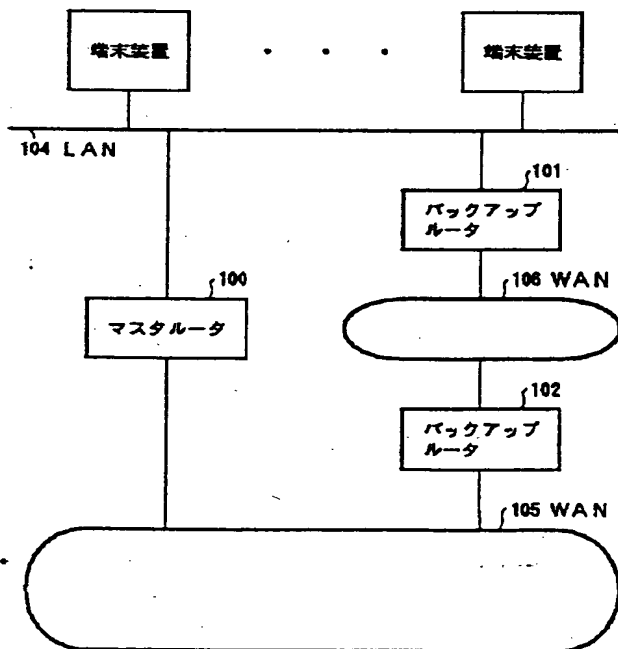 端末装置
・ ・ ・
端末装置
104 LAN
101
バックアップ
ルータ
100
マスタルータ
106 WAN
102
バックアップ
ルータ
105 WAN